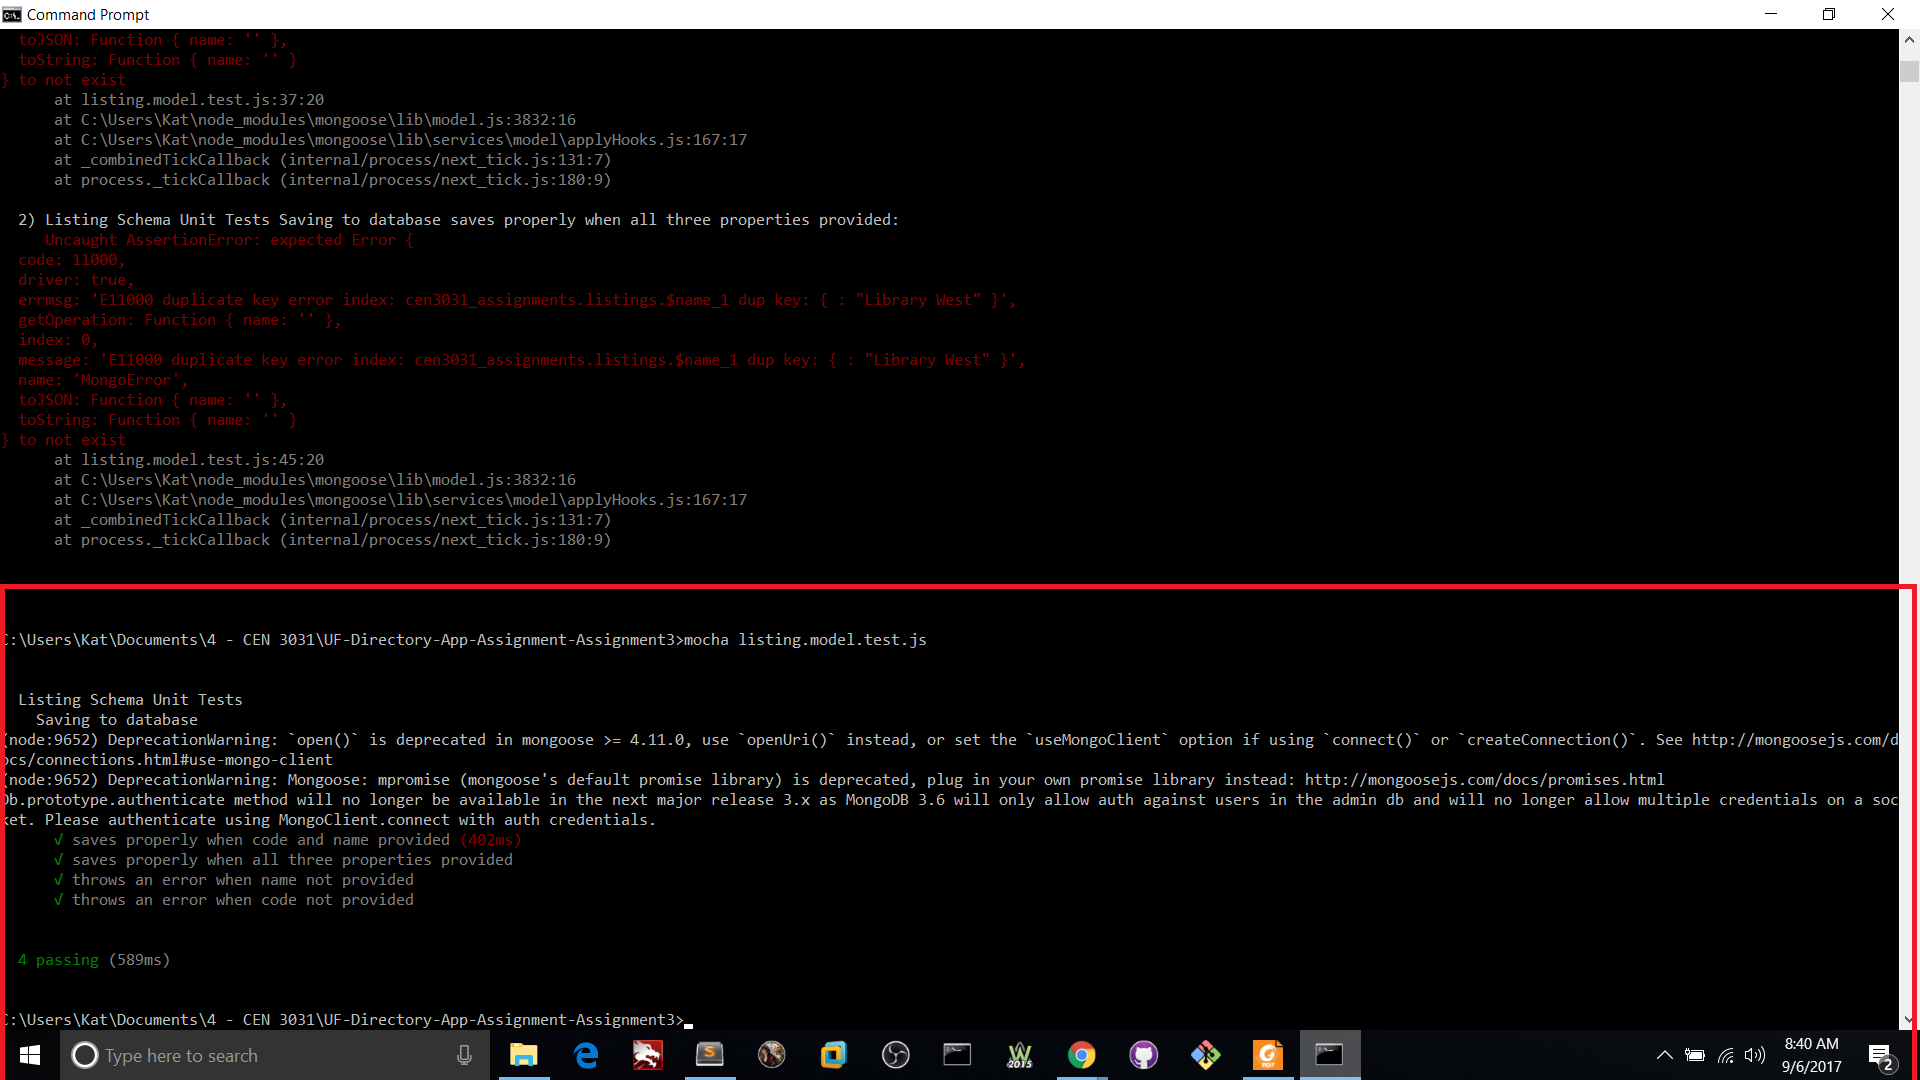 Command Prompt
toJSON: Function { name: '' },
toString: Function { name: '' }
} to not exist
at listing.model.test.js:37:20
at C:\Users\Kat\node_modules\mongoose\lib\model.js:3832:16
at C:\Users\Kat\node_modules\mongoose\lib\services\model\applyHooks.js:167:17
at _combinedTickCallback (internal/process/next_tick.js:131:7)
at process._tickCallback (internal/process/next_tick.js:180:9)
2) Listing Schema Unit Tests Saving to database saves properly when all three properties provided:
Uncaught AssertionError: expected Error {
code: 11000,
driver: true,
errmsg: 'E11000 duplicate key error index: cen3031_assignments.listings.$name_1 dup key: { : "Library West" }',
getOperation: Function { name: '' },
index: 0,
message: 'E11000 duplicate key error index: cen3031_assignments.listings.$name_1 dup key: { : "Library West" }',
name: 'MongoError',
toJSON: Function { name: '' },
toString: Function { name: '' }
} to not exist
at listing.model.test.js:45:20
at C:\Users\Kat\node_modules\mongoose\lib\model.js:3832:16
at C:\Users\Kat\node_modules\mongoose\lib\services\model\applyHooks.js:167:17
at _combinedTickCallback (internal/process/next_tick.js:131:7)
at process._tickCallback (internal/process/next_tick.js:180:9)
C:\Users\Kat\Documents\4 - CEN 3031\UF-Directory-App-Assignment-Assignment3>mocha listing.model.test.js
Listing Schema Unit Tests
Saving to database
(node:9652) DeprecationWarning: `open()` is deprecated in mongoose >= 4.11.0, use `openUri()` instead, or set the `useMongoClient` option if using `connect()` or `createConnection()`. See http://mongoosejs.com/d
ocs/connections.html#use-mongo-client
(node:9652) DeprecationWarning: Mongoose: mpromise (mongoose's default promise library) is deprecated, plug in your own promise library instead: http://mongoosejs.com/docs/promises.html
Db.prototype.authenticate method will no longer be available in the next major release 3.x as MongoDB 3.6 will only allow auth against users in the admin db and will no longer allow multiple credentials on a soc
ket. Please authenticate using MongoClient.connect with auth credentials.
√ saves properly when code and name provided (402ms)
√ saves properly when all three properties provided
√ throws an error when name not provided
√ throws an error when code not provided
4 passing (589ms)
C:\Users\Kat\Documents\4 - CEN 3031\UF-Directory-App-Assignment-Assignment3>
Type here to search
2015
PDF
8:40 AM
9/6/2017
2